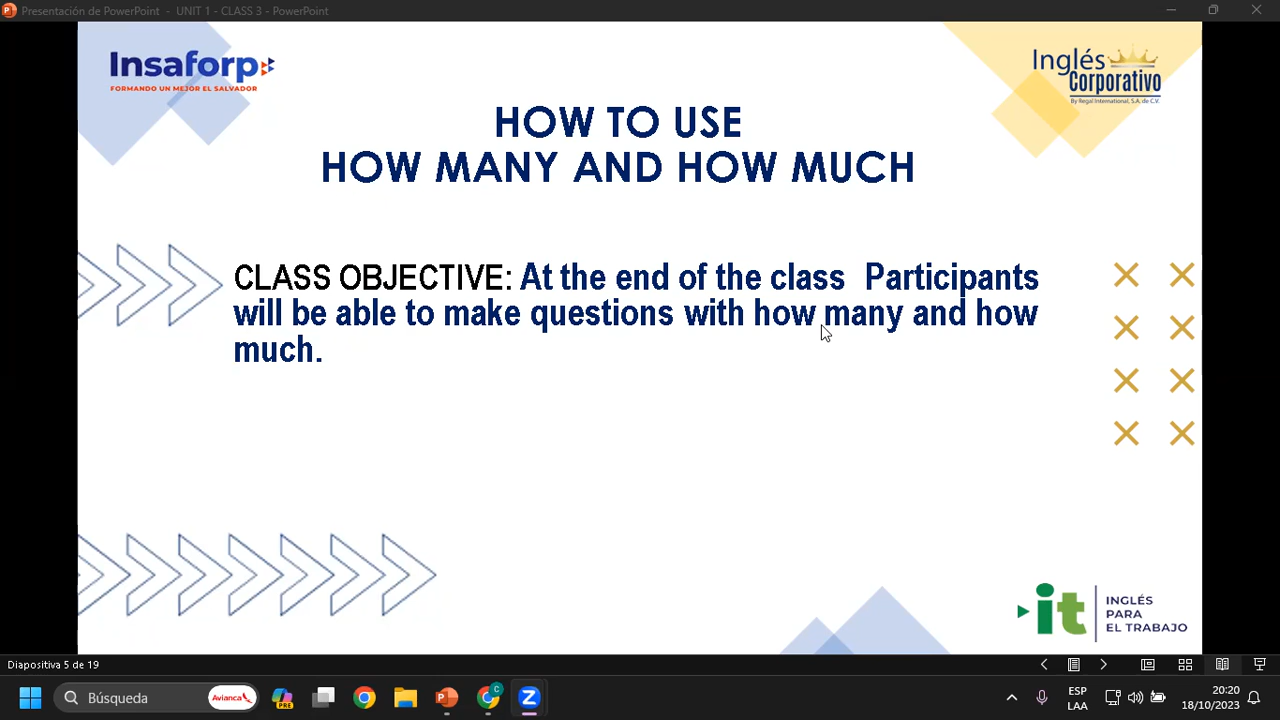 Presentación de PowerPoint - UNIT 1 - CLASS 3 - PowerPoint
Insaforp
FORMANDO UN MEJOR EL SALVADOR
Inglés
Corporativo
By Regal International, S.A. de C.V.
HOW TO USE
HOW MANY AND HOW MUCH
CLASS OBJECTIVE: At the end of the class Participants
will be able to make questions with how many and how
much.
it
INGLÉS
PARA
EL TRABAJO
Diapositiva 5 de 19
Búsqueda
Avianca
PRE
C
ESP
LAA
20:20
18/10/2023